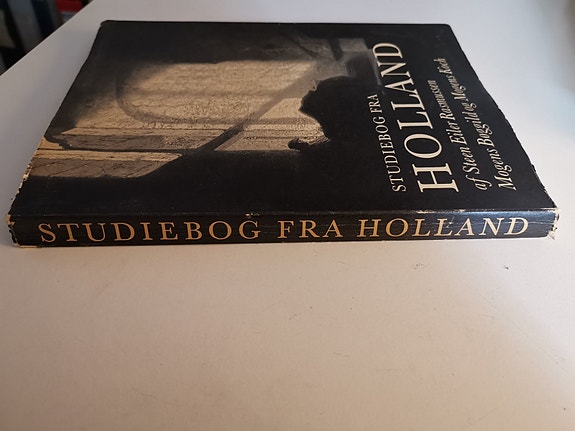 STUDIEBOG FRA
HOLLAND
af Steen Eiler Rasmussen
Mogens Bøggild og Mogens Koch
STUDIEBOG FRA HOLLAND